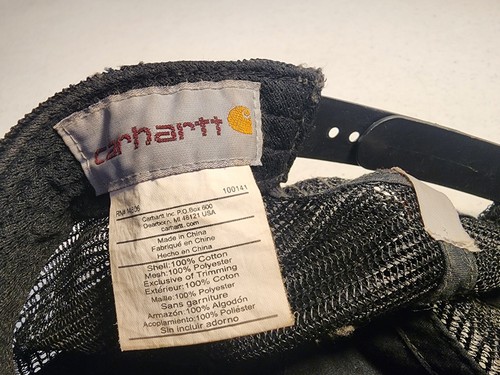 carhartt
100141
Carhartt Inc P.O.Box 600
Dearborn, MI 48121 USA
carhartt.com
Made in China
Fabriqué en Chine
Hecho en China
Shell:100% Cotton
Mesh:100% Polyester
Exclusive of Trimming
Extérieur:100% Coton
Maille:100% Polyester
Sans garniture
Armazón:100% Algodón
Acoplamiento:100% Poliéster
Sin incluir adorno